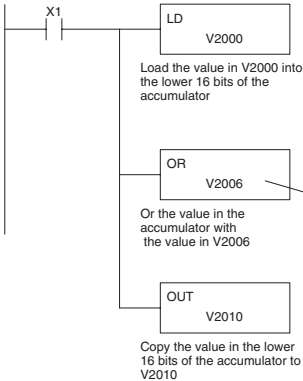 X1
LD
V2000
Load the value in V2000 into
the lower 16 bits of the
accumulator
OR
V2006
Or the value in the
accumulator with
the value in V2006
OUT
V2010
Copy the value in the lower
16 bits of the accumulator to
V2010